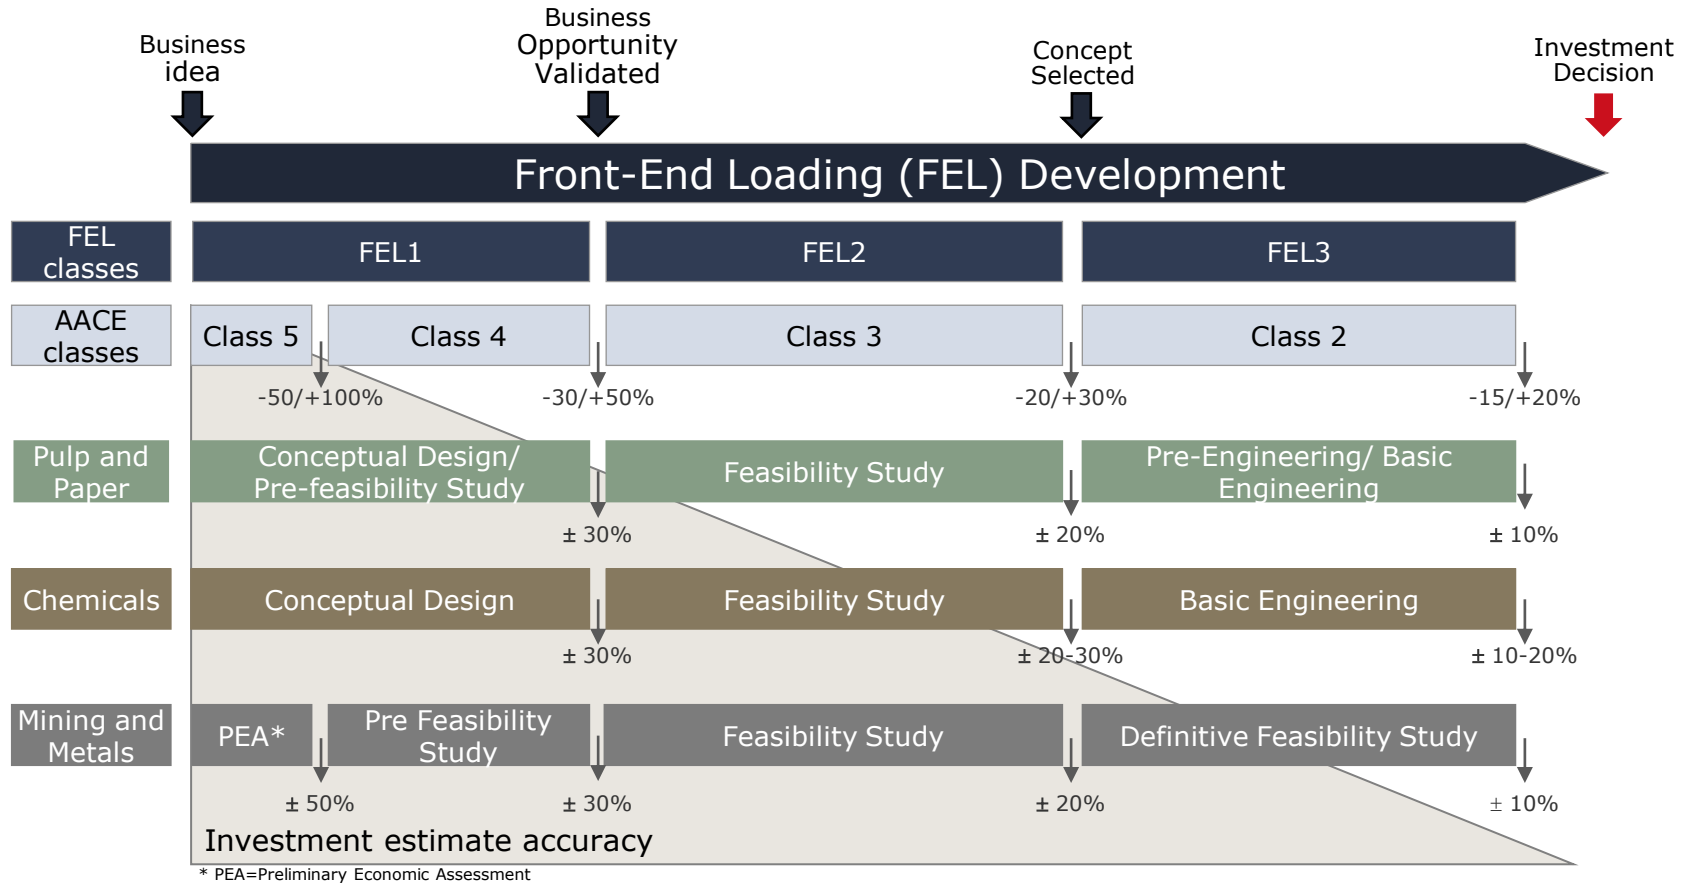 Business
idea
Business
Opportunity
Validated
Concept
Selected
Investment
Decision
Front-End Loading (FEL) Development
FEL
classes
FEL1
FEL2
FEL3
AACE
classes
Class 5
Class 4
Class 3
Class 2
-50/+100%
-30/+50%
-20/+30%
-15/+20%
Pulp and
Paper
Conceptual Design/
Pre-feasibility Study
Feasibility Study
Pre-Engineering/ Basic
Engineering
± 30%
± 20%
± 10%
Chemicals
Conceptual Design
Feasibility Study
Basic Engineering
± 30%
± 20-30%
± 10-20%
Mining and
Metals
PEA*
Pre Feasibility
Study
Feasibility Study
Definitive Feasibility Study
± 50%
± 30%
± 20%
± 10%
Investment estimate accuracy
* PEA=Preliminary Economic Assessment